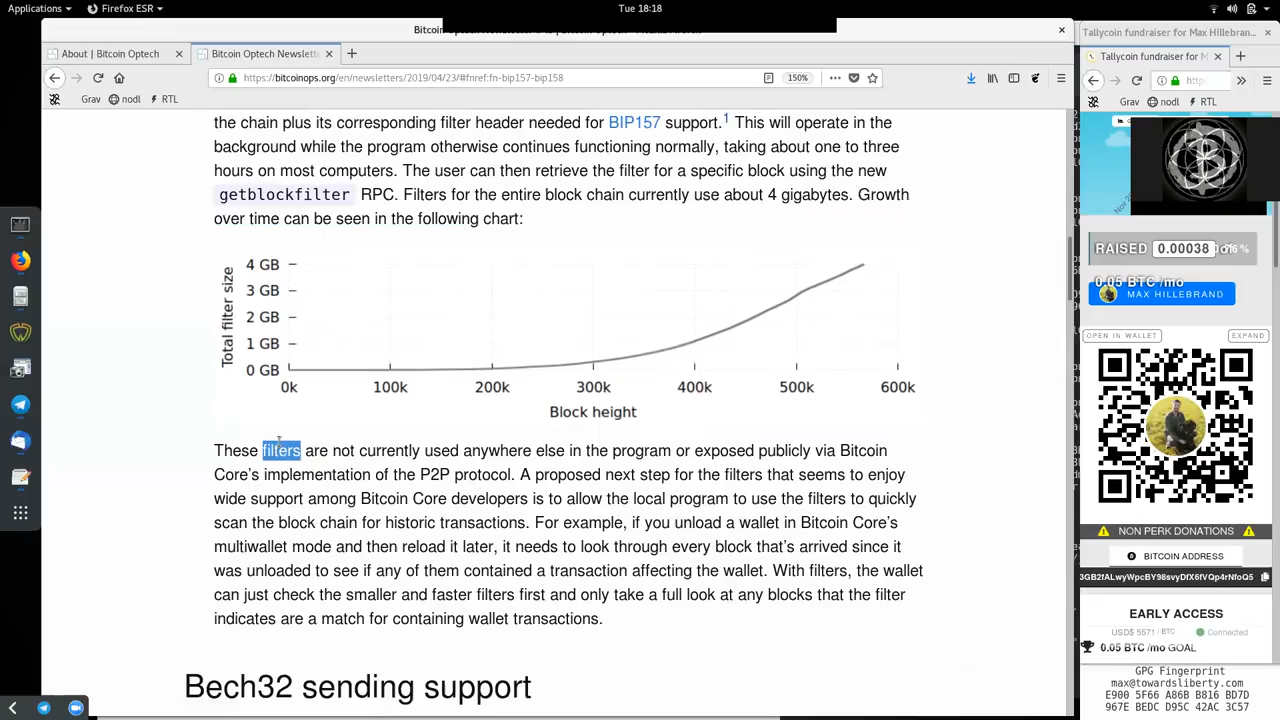 Applications
Firefox ESR
Tue 18:18
Tallycoin fundraiser for Max Hillebran...
About | Bitcoin Optech
Bitcoin Optech Newslette
Tallycoin fundraiser for M
https://bitcoinops.org/en/newsletters/2019/04/23/#fnref:fn-bip157-bip158
150%
Grav
nodl
RTL
Grav
nodl
RTL
the chain plus its corresponding filter header needed for BIP157 support.1 This will operate in the
background while the program otherwise continues functioning normally, taking about one to three
hours on most computers. The user can then retrieve the filter for a specific block using the new
getblockfilter RPC. Filters for the entire block chain currently use about 4 gigabytes. Growth
over time can be seen in the following chart:
Total filter size
4 GB
3 GB
2 GB
1 GB
0 GB
0k 100k 200k 300k 400k 500k 600k
Block height
These filters are not currently used anywhere else in the program or exposed publicly via Bitcoin
Core's implementation of the P2P protocol. A proposed next step for the filters that seems to enjoy
wide support among Bitcoin Core developers is to allow the local program to use the filters to quickly
scan the block chain for historic transactions. For example, if you unload a wallet in Bitcoin Core's
multiwallet mode and then reload it later, it needs to look through every block that's arrived since it
was unloaded to see if any of them contained a transaction affecting the wallet. With filters, the wallet
can just check the smaller and faster filters first and only take a full look at any blocks that the filter
indicates are a match for containing wallet transactions.
Bech32 sending support
RAISED 0.00038
0.05 BTC /mo
MAX HILLEBRAND
OPEN IN WALLET
EXPAND
NON PERK DONATIONS
BITCOIN ADDRESS
3GB2fALwyWpcBY98svyDfX6fVQp4rNfoQ5
EARLY ACCESS
USD$ 5571 / BTC
Connected
0.05 BTC /mo GOAL
GPG Fingerprint
max@towardsliberty.com
E900 5F66 A86B B816 BD7D
967E BEDC D95C 42AC 3C57